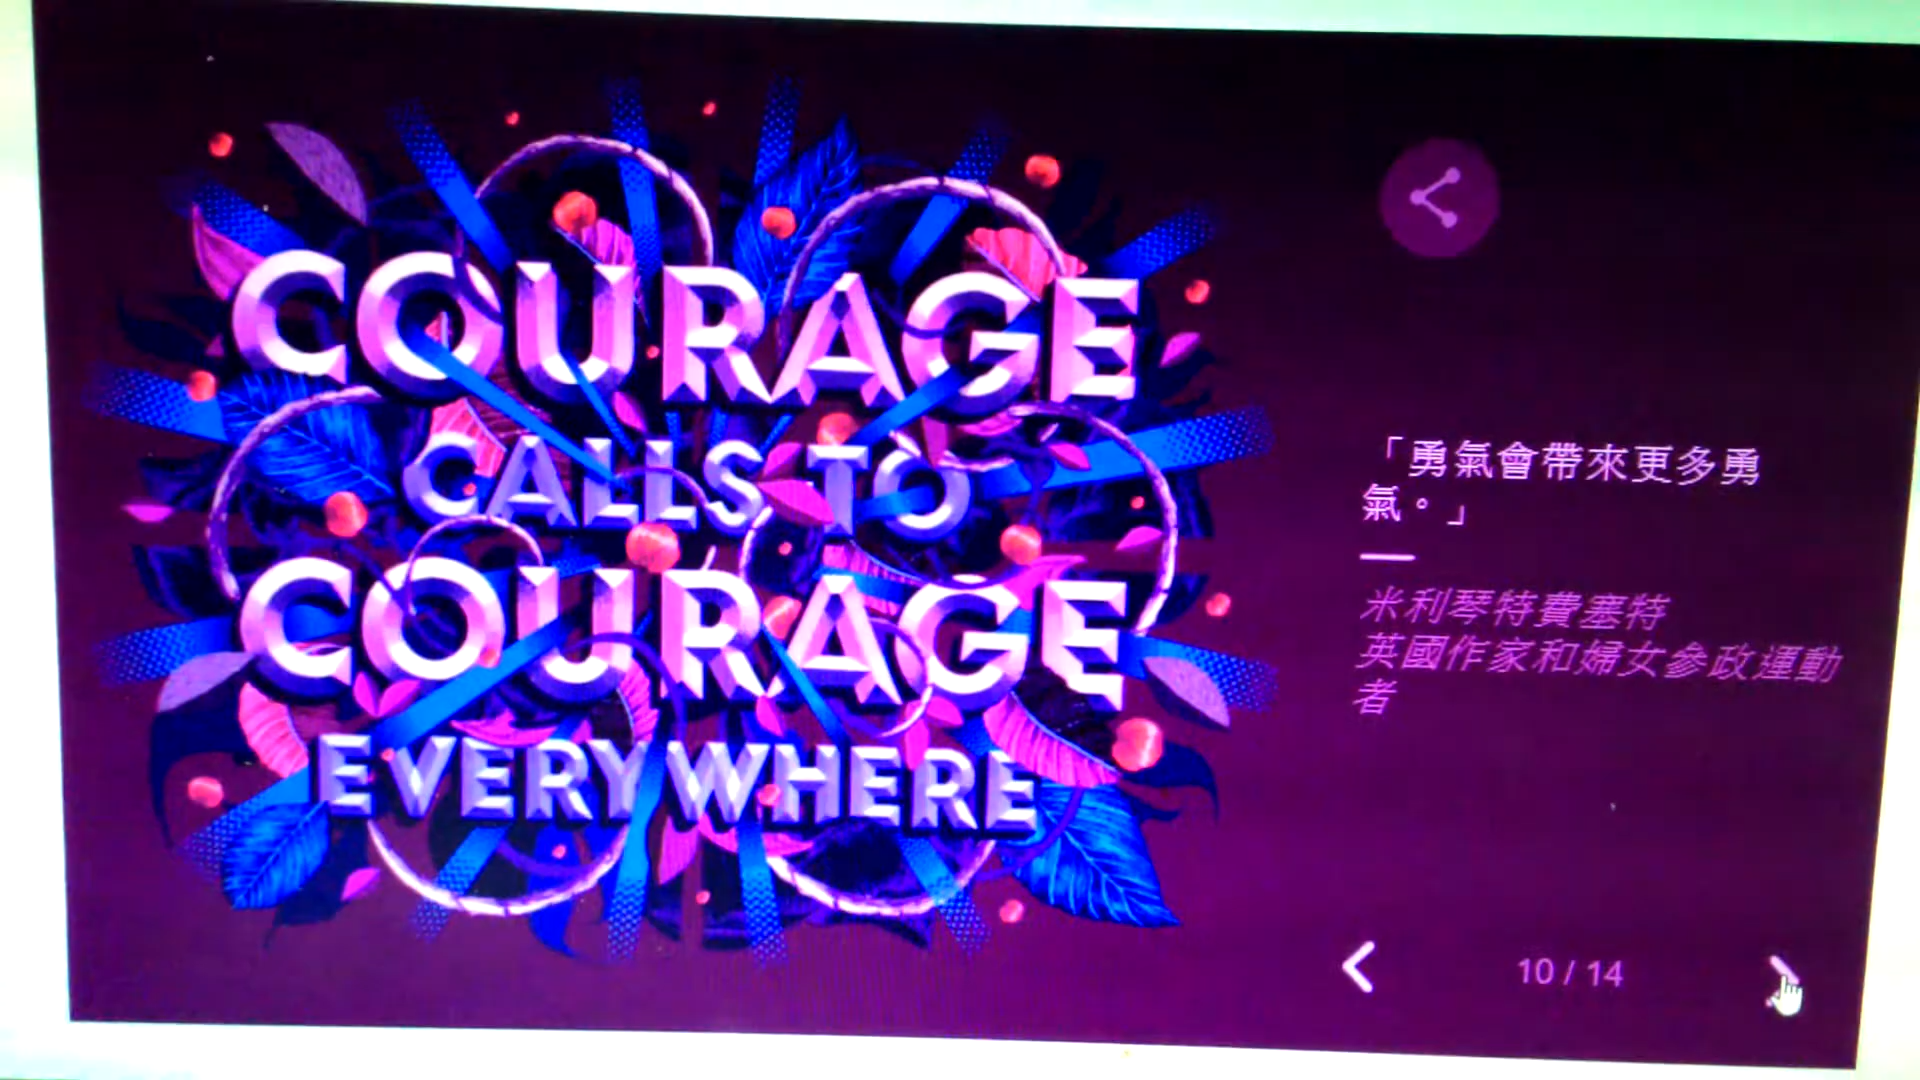 COURAGE
CALLS TO
COURAGE
EVERYWHERE
「勇氣會帶來更多勇
氣。」
米利琴特費塞特
英國作家和婦女參政運動
者
10 / 14